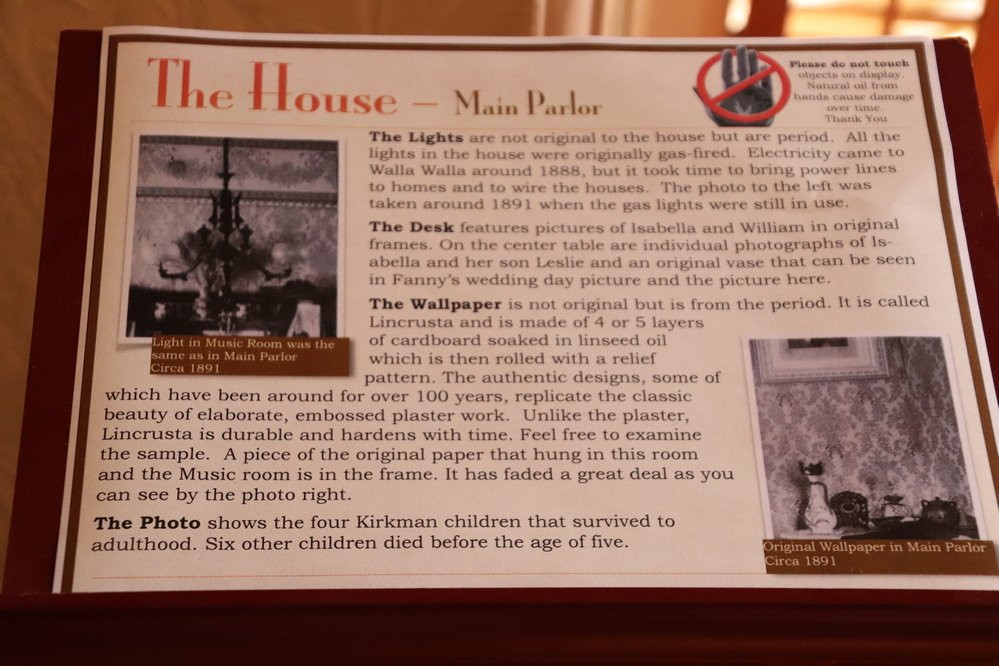 The House – Main Parlor
Please do not touch
objects on display.
Natural oil from
hands cause damage
over time.
Thank You
The Lights are not original to the house but are period. All the
lights in the house were originally gas-fired. Electricity came to
Walla Walla around 1888, but it took time to bring power lines
to homes and to wire the houses. The photo to the left was
taken around 1891 when the gas lights were still in use.
The Desk features pictures of Isabella and William in original
frames. On the center table are individual photographs of Is-
abella and her son Leslie and an original vase that can be seen
in Fanny's wedding day picture and the picture here.
Light in Music Room was the
same as in Main Parlor
Circa 1891
The Wallpaper is not original but is from the period. It is called
Lincrusta and is made of 4 or 5 layers
of cardboard soaked in linseed oil
which is then rolled with a relief
pattern. The authentic designs, some of
which have been around for over 100 years, replicate the classic
beauty of elaborate, embossed plaster work. Unlike the plaster,
Lincrusta is durable and hardens with time. Feel free to examine
the sample. A piece of the original paper that hung in this room
and the Music room is in the frame. It has faded a great deal as you
can see by the photo right.
The Photo shows the four Kirkman children that survived to
adulthood. Six other children died before the age of five.
Original Wallpaper in Main Parlor
Circa 1891